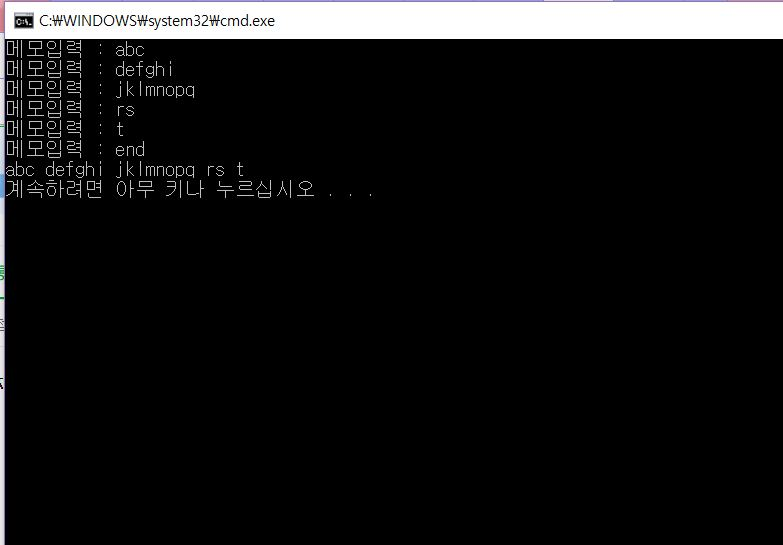 C:₩WINDOWS₩system32₩cmd.exe
메모입력 : abc
메모입력 : defghi
메모입력 : jklmnopq
메모입력 : rs
메모입력 : t
메모입력 : end
abc defghi jklmnopq rs t
계속하려면 아무 키나 누르십시오 . . .